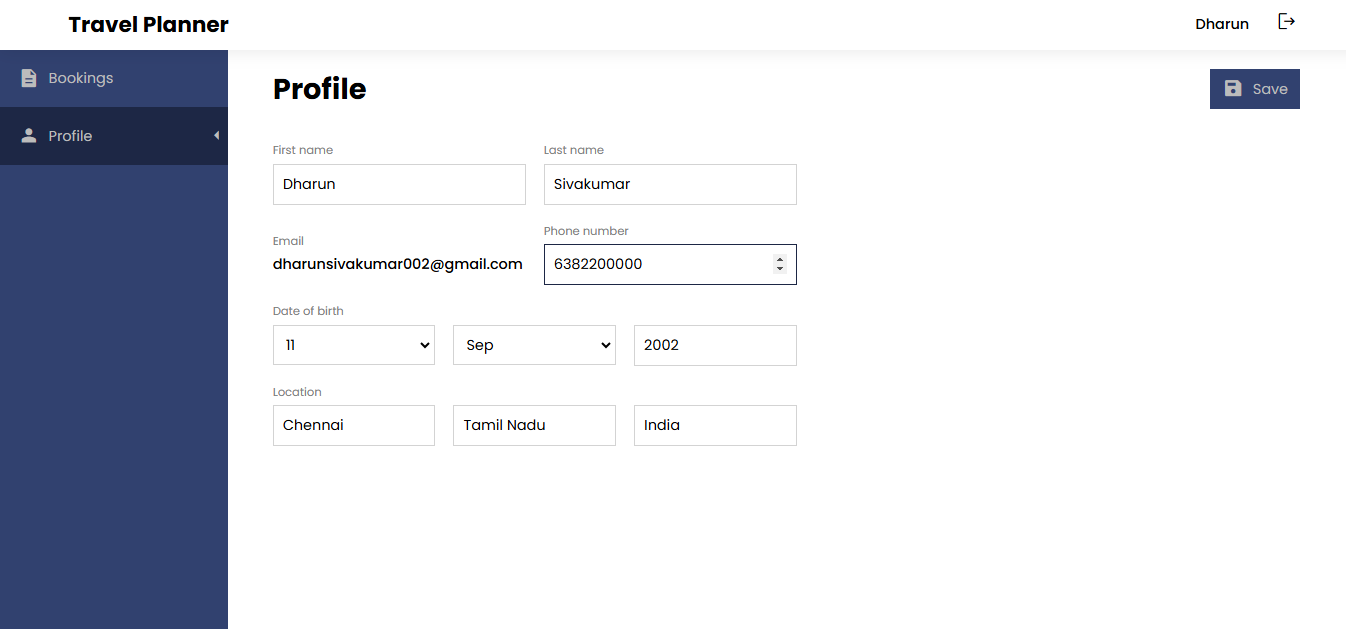 Travel Planner
Dharun
Bookings
Profile
Profile
Save
First name
Last name
Dharun
Sivakumar
Email
Phone number
dharunsivakumar002@gmail.com
6382200000
Date of birth
11
Sep
2002
Location
Chennai
Tamil Nadu
India